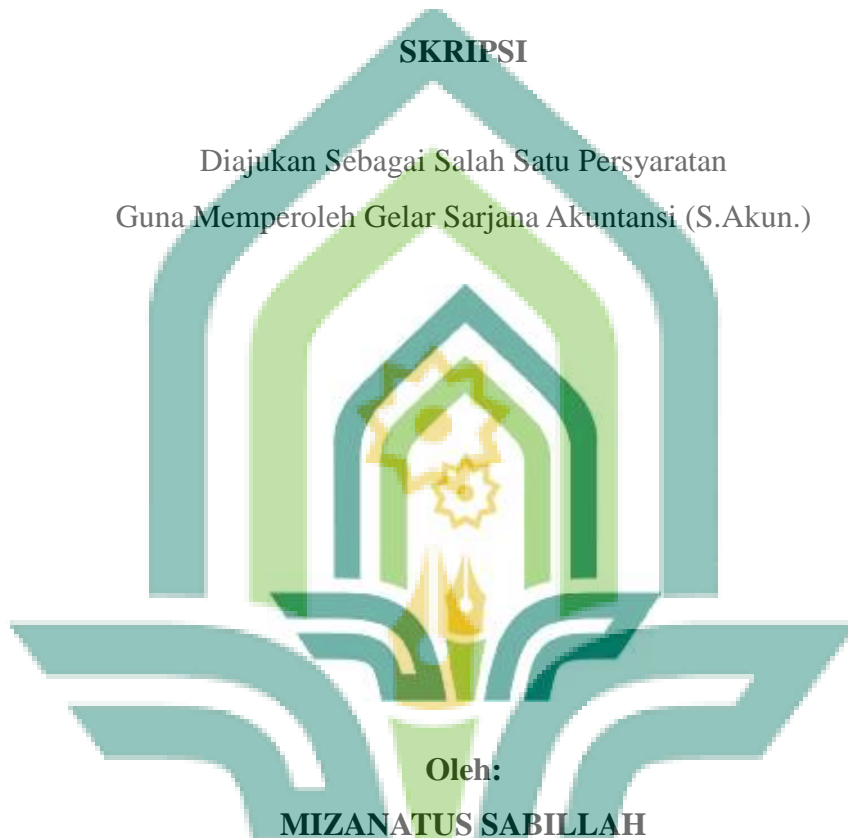 SKRIPSI
Diajukan Sebagai Salah Satu Persyaratan
Guna Memperoleh Gelar Sarjana Akuntansi (S.Akun.)
Oleh:
MIZANATUS SABILLAH